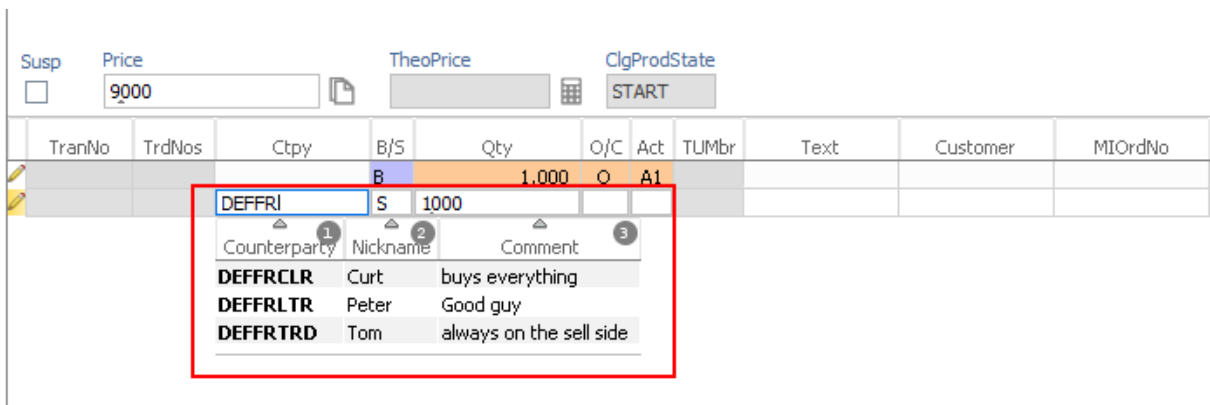 Susp Price TheoPrice ClgProdState
9000 START
TranNo TrdNos Ctpy B/S Qty O/C Act TUMbr Text Customer MIOrdNo
B 1,000 O A1
DEFFR S 1000
1 2 3
Counterparty Nickname Comment
DEFFRCLR Curt buys everything
DEFFRLTR Peter Good guy
DEFFRTRD Tom always on the sell side